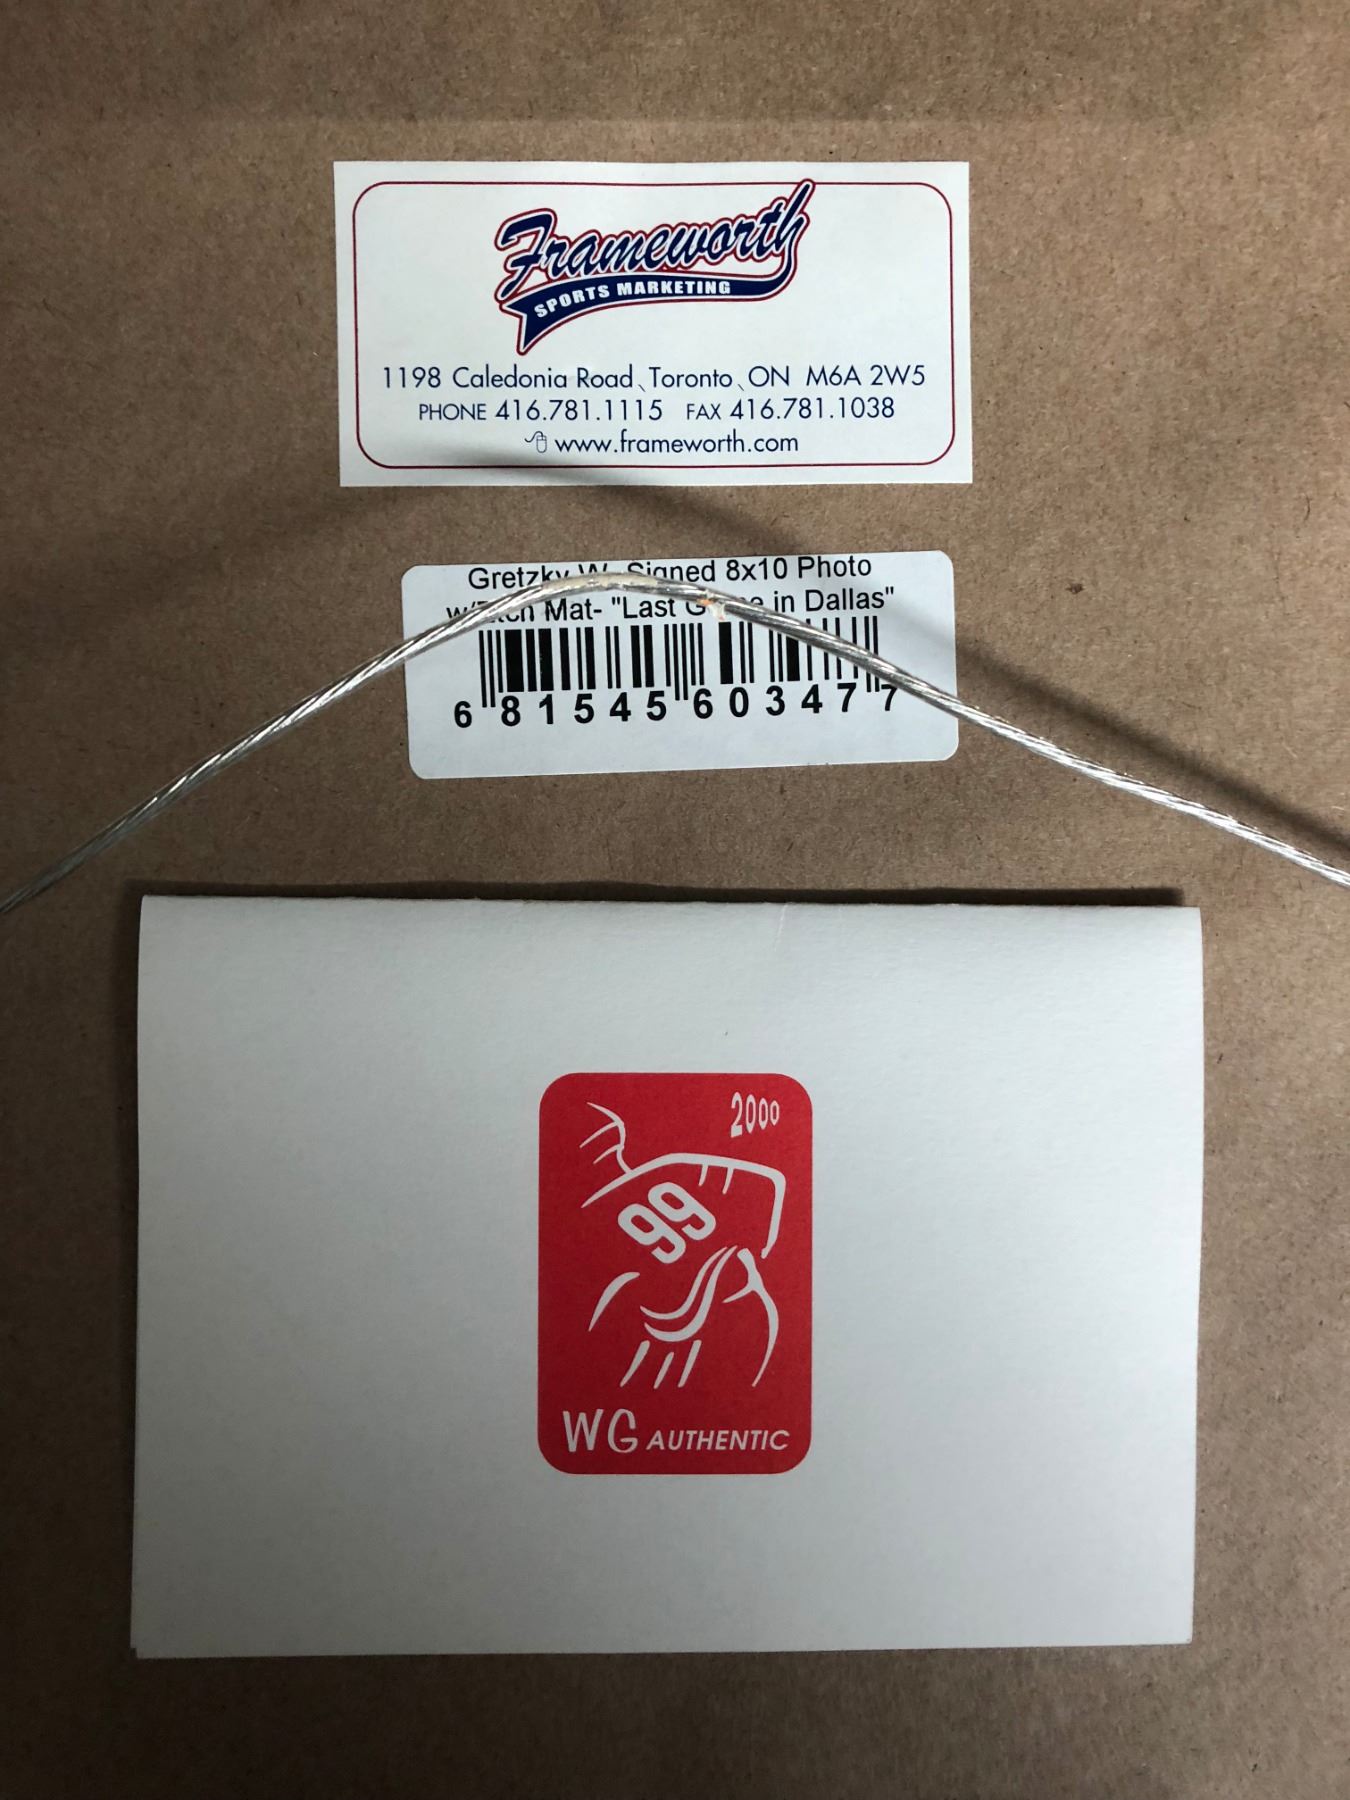 Frameworth
SPORTS MARKETING
1198 Caledonia Road, Toronto, ON M6A 2W5
PHONE 416.781.1115 FAX 416.781.1038
www.frameworth.com
Gretzky W- Signed 8x10 Photo
Mat- "Last Game in Dallas"
6 81545 60347 7
2000
99
WG AUTHENTIC